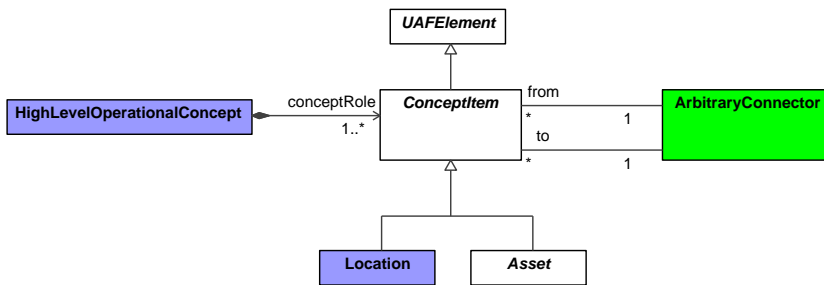 UAFElement
conceptRole
from
HighLevelOperationalConcept
ConceptItem
ArbitraryConnector
1..*
*
1
to
*
1
Location
Asset